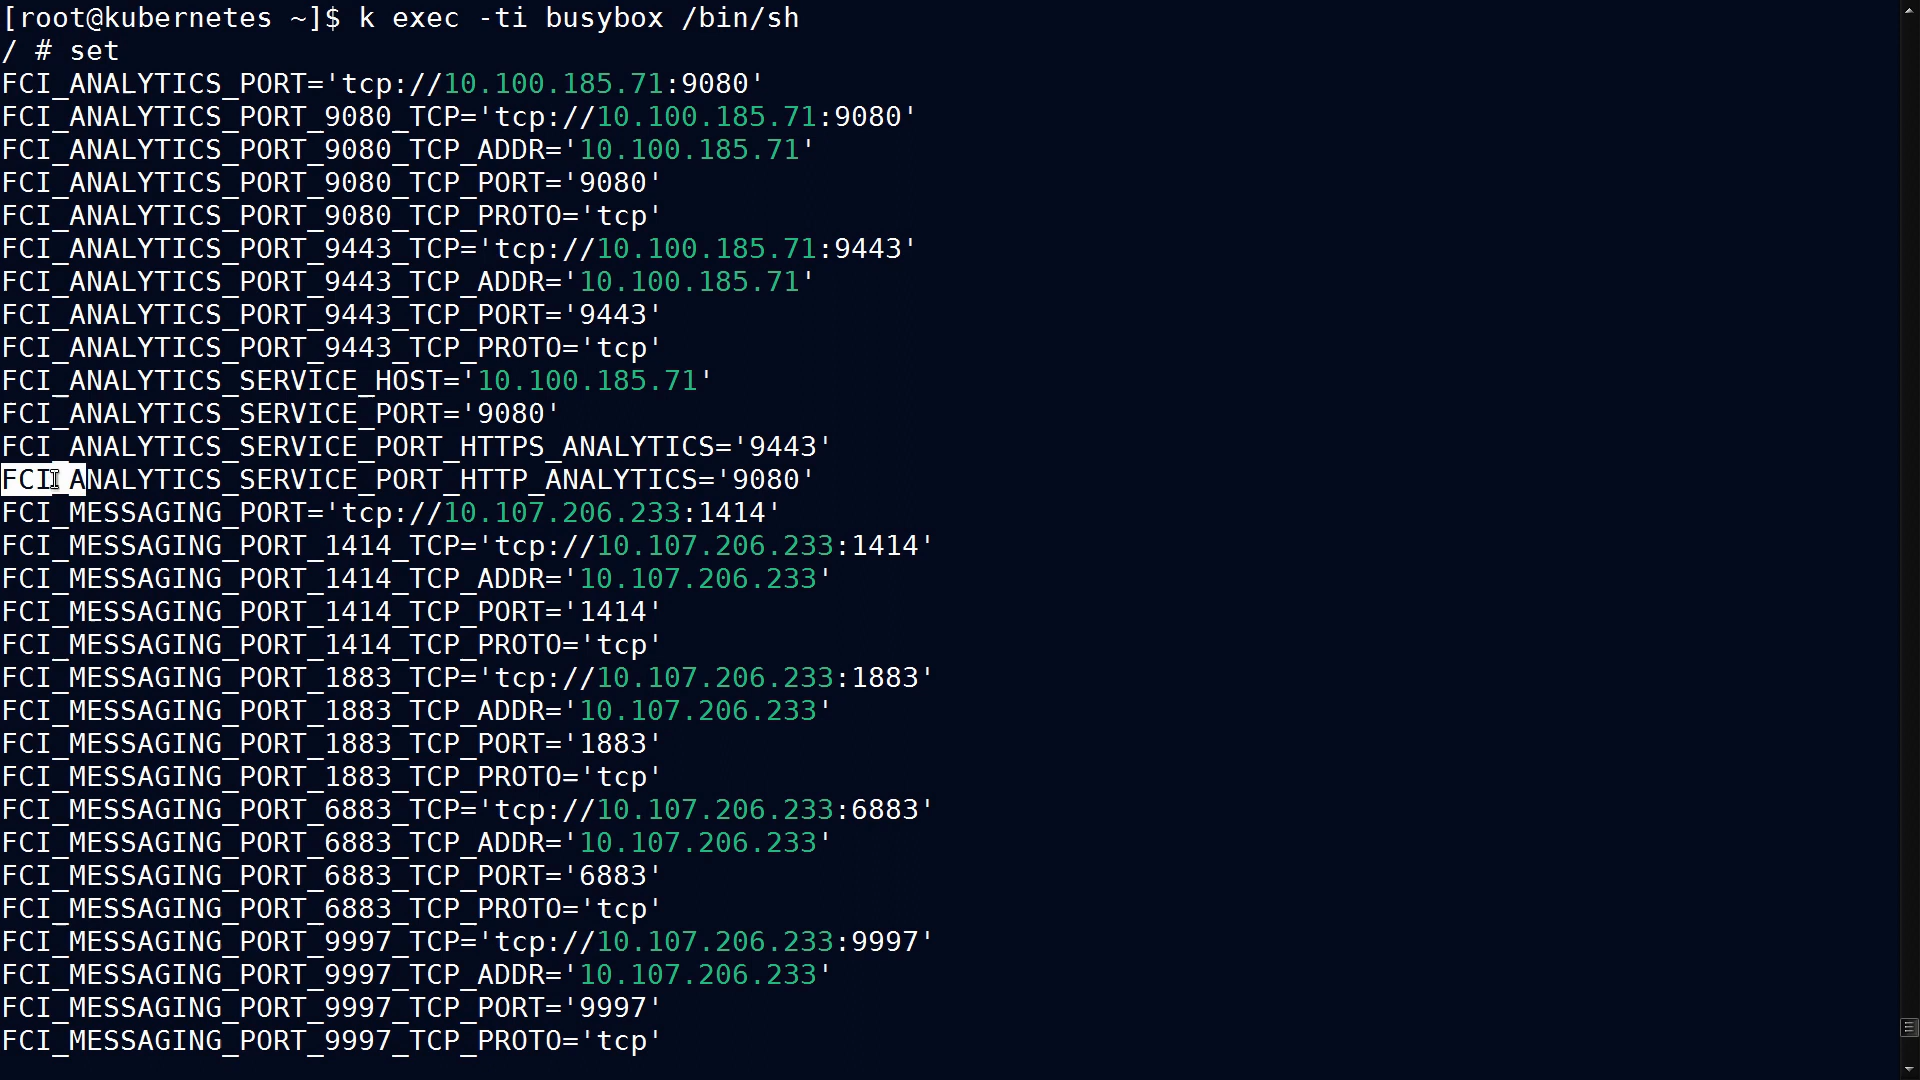 [root@kubernetes ~]$ k exec -ti busybox /bin/sh
/ # set
FCI_ANALYTICS_PORT='tcp://10.100.185.71:9080'
FCI_ANALYTICS_PORT_9080_TCP='tcp://10.100.185.71:9080'
FCI_ANALYTICS_PORT_9080_TCP_ADDR='10.100.185.71'
FCI_ANALYTICS_PORT_9080_TCP_PORT='9080'
FCI_ANALYTICS_PORT_9080_TCP_PROTO='tcp'
FCI_ANALYTICS_PORT_9443_TCP='tcp://10.100.185.71:9443'
FCI_ANALYTICS_PORT_9443_TCP_ADDR='10.100.185.71'
FCI_ANALYTICS_PORT_9443_TCP_PORT='9443'
FCI_ANALYTICS_PORT_9443_TCP_PROTO='tcp'
FCI_ANALYTICS_SERVICE_HOST='10.100.185.71'
FCI_ANALYTICS_SERVICE_PORT='9080'
FCI_ANALYTICS_SERVICE_PORT_HTTPS_ANALYTICS='9443'
FCI_ANALYTICS_SERVICE_PORT_HTTP_ANALYTICS='9080'
FCI_MESSAGING_PORT='tcp://10.107.206.233:1414'
FCI_MESSAGING_PORT_1414_TCP='tcp://10.107.206.233:1414'
FCI_MESSAGING_PORT_1414_TCP_ADDR='10.107.206.233'
FCI_MESSAGING_PORT_1414_TCP_PORT='1414'
FCI_MESSAGING_PORT_1414_TCP_PROTO='tcp'
FCI_MESSAGING_PORT_1883_TCP='tcp://10.107.206.233:1883'
FCI_MESSAGING_PORT_1883_TCP_ADDR='10.107.206.233'
FCI_MESSAGING_PORT_1883_TCP_PORT='1883'
FCI_MESSAGING_PORT_1883_TCP_PROTO='tcp'
FCI_MESSAGING_PORT_6883_TCP='tcp://10.107.206.233:6883'
FCI_MESSAGING_PORT_6883_TCP_ADDR='10.107.206.233'
FCI_MESSAGING_PORT_6883_TCP_PORT='6883'
FCI_MESSAGING_PORT_6883_TCP_PROTO='tcp'
FCI_MESSAGING_PORT_9997_TCP='tcp://10.107.206.233:9997'
FCI_MESSAGING_PORT_9997_TCP_ADDR='10.107.206.233'
FCI_MESSAGING_PORT_9997_TCP_PORT='9997'
FCI_MESSAGING_PORT_9997_TCP_PROTO='tcp'